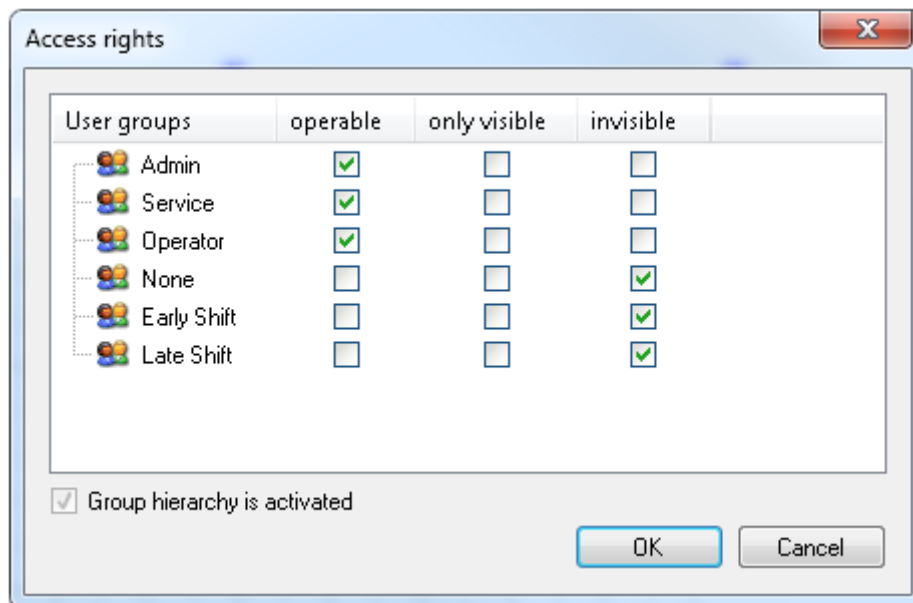 Access rights
User groups operable only visible invisible
Admin
Service
Operator
None
Early Shift
Late Shift
Group hierarchy is activated
OK Cancel